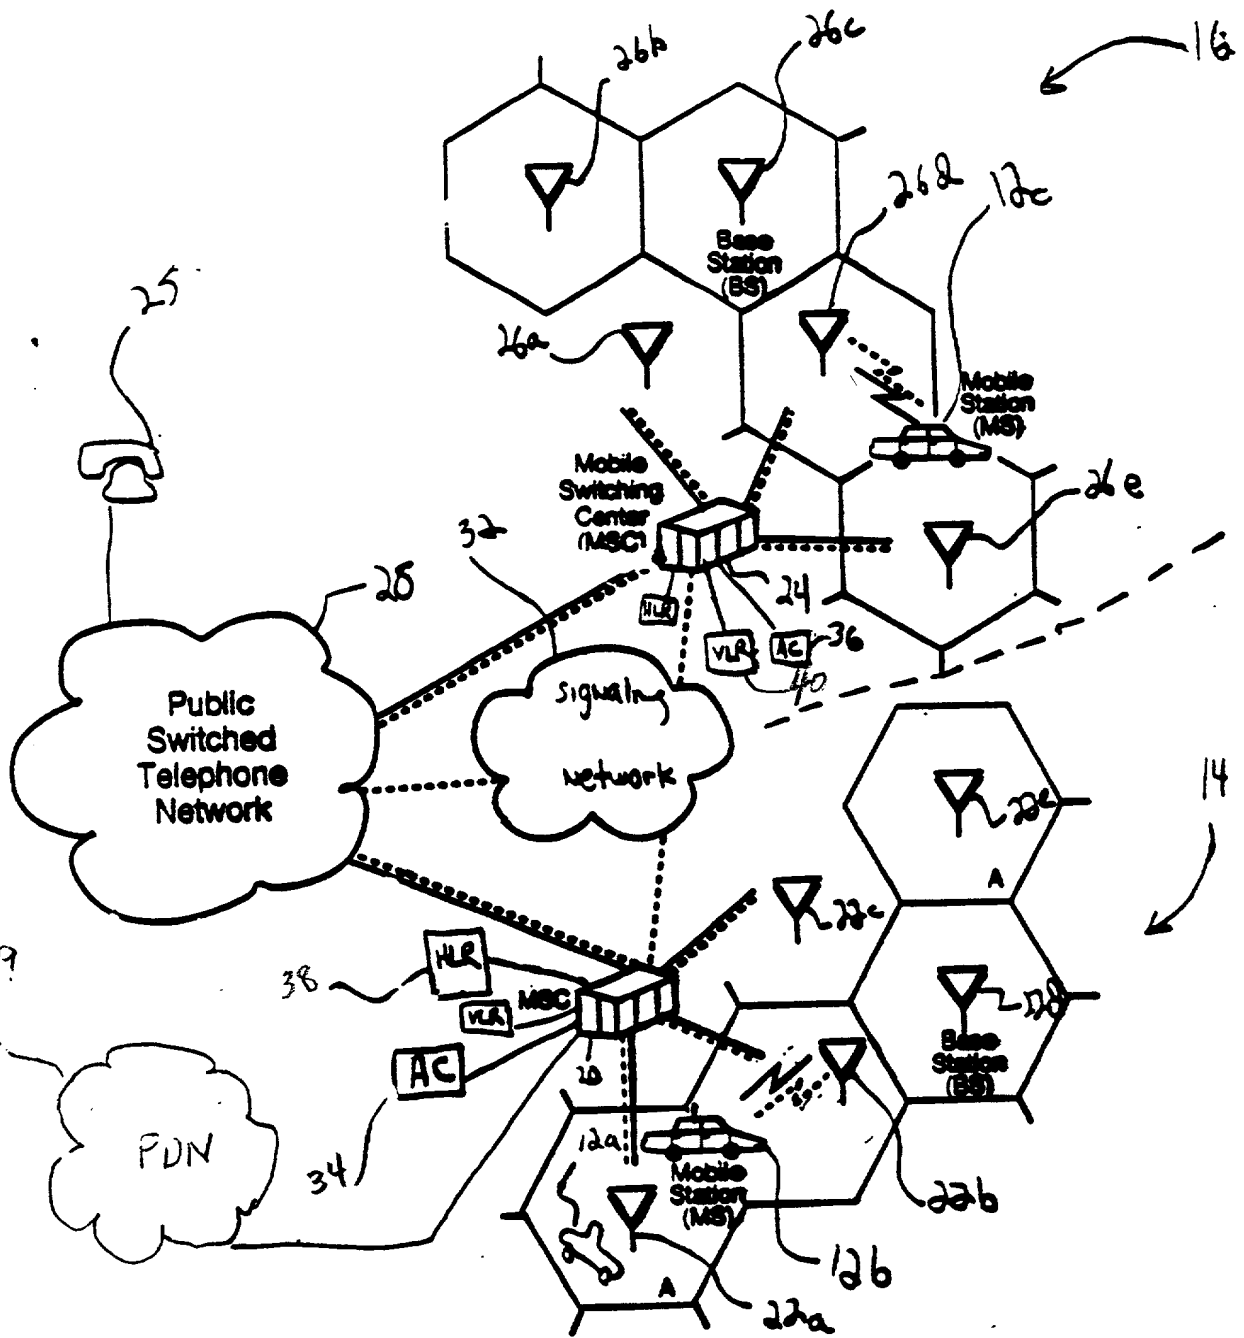 26b
26c
16
26d
12c
Base
Station
(BS)
25
26a
Mobile
Station
(MS)
Mobile
Switching
Center
(MSC)
26e
32
24
28
HLR
VLR
AC
36
40
Public
Switched
Telephone
Network
Signaling
Network
14
22e
A
22c
HLR
38
MSC
VLR
22d
Base
Station
(BS)
AC
20
9
PDN
34
12a
Mobile
Station
(MS)
22b
12b
A
22a